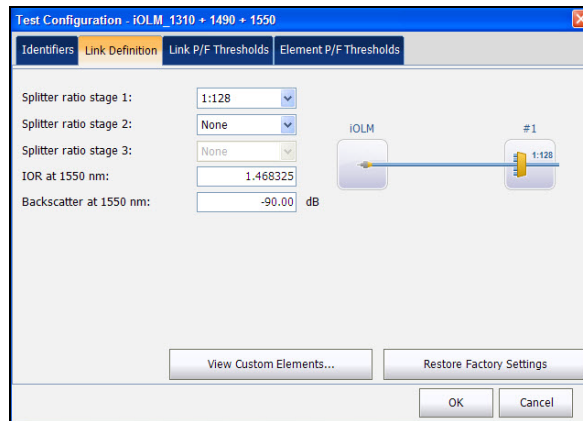 Test Configuration - iOLM_1310 + 1490 + 1550
Identifiers Link Definition Link P/F Thresholds Element P/F Thresholds
Splitter ratio stage 1: 1:128
Splitter ratio stage 2: None
iOLM #1
Splitter ratio stage 3: None
1:128
IOR at 1550 nm: 1.468325
Backscatter at 1550 nm: -90.00 dB
View Custom Elements... Restore Factory Settings
OK Cancel